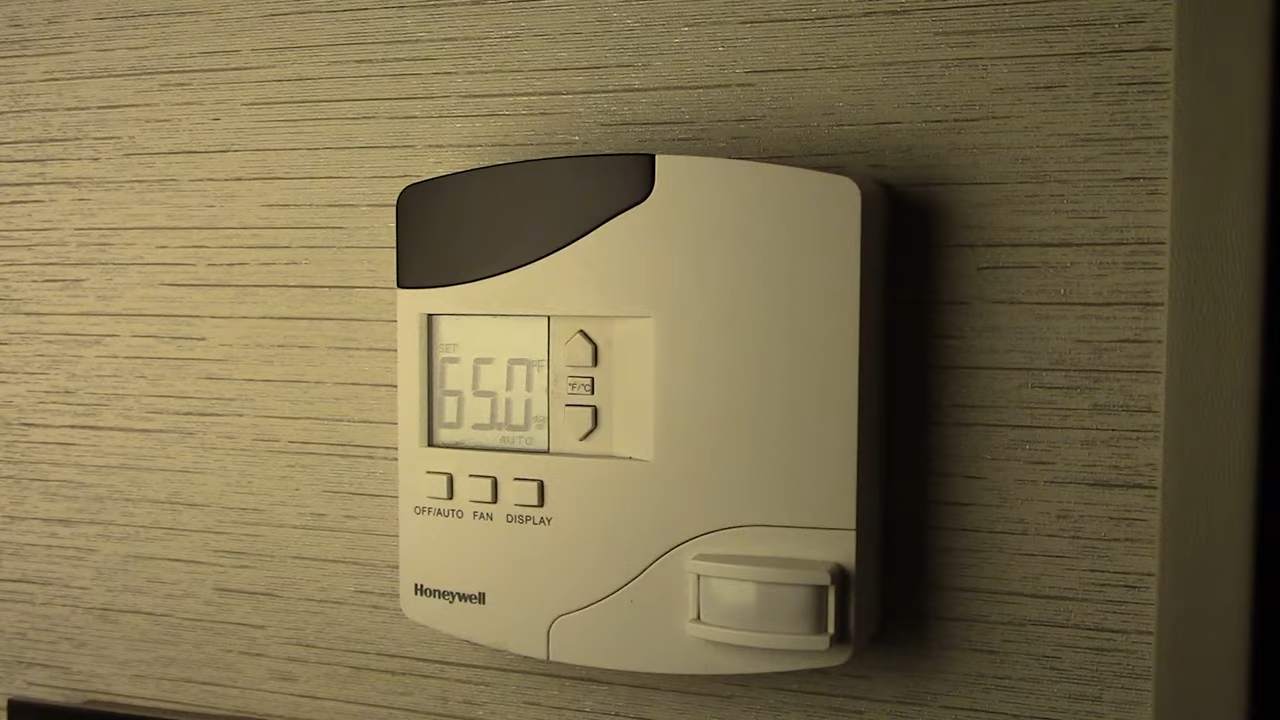 SET
65.0 °F
AUTO
°F/°C
OFF/AUTO FAN DISPLAY
Honeywell